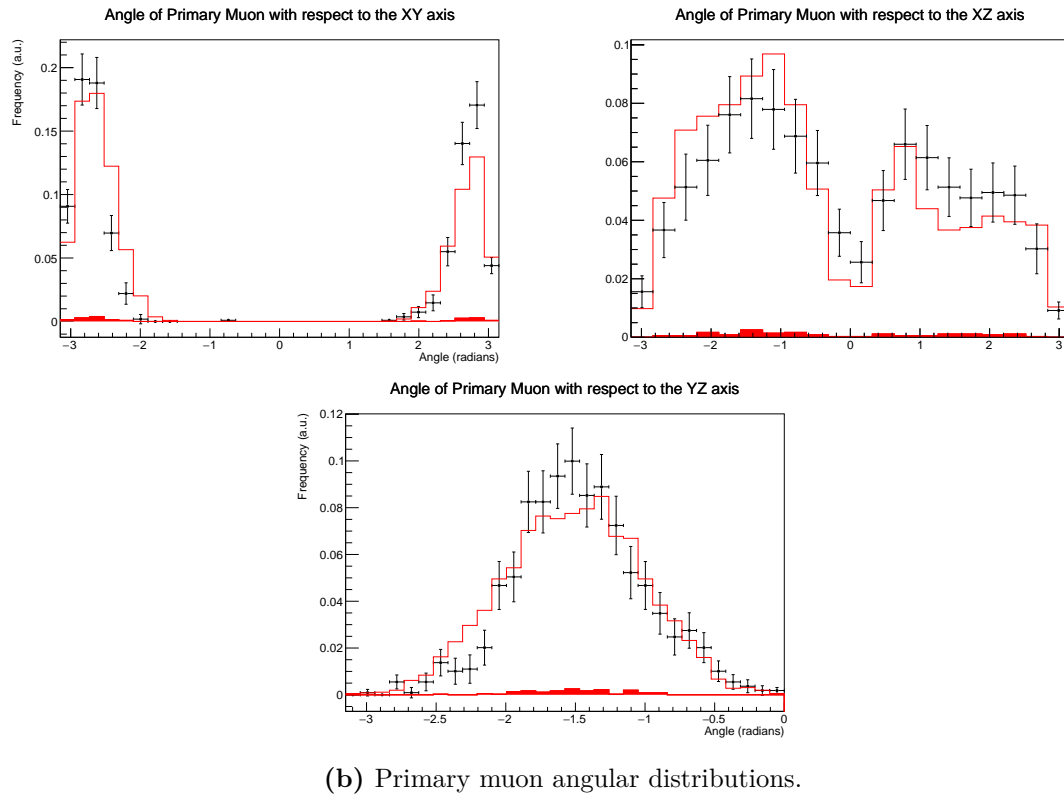 Angle of Primary Muon with respect to the XY axis
Frequency (a.u.)
0.2
0.15
0.1
0.05
0
−3 −2 −1 0 1 2 3
Angle (radians)
Angle of Primary Muon with respect to the XZ axis
0.1
0.08
0.06
0.04
0.02
0
−3 −2 −1 0 1 2 3
Angle of Primary Muon with respect to the YZ axis
Frequency (a.u.)
0.12
0.1
0.08
0.06
0.04
0.02
0
−3 −2.5 −2 −1.5 −1 −0.5 0
Angle (radians)
(b) Primary muon angular distributions.